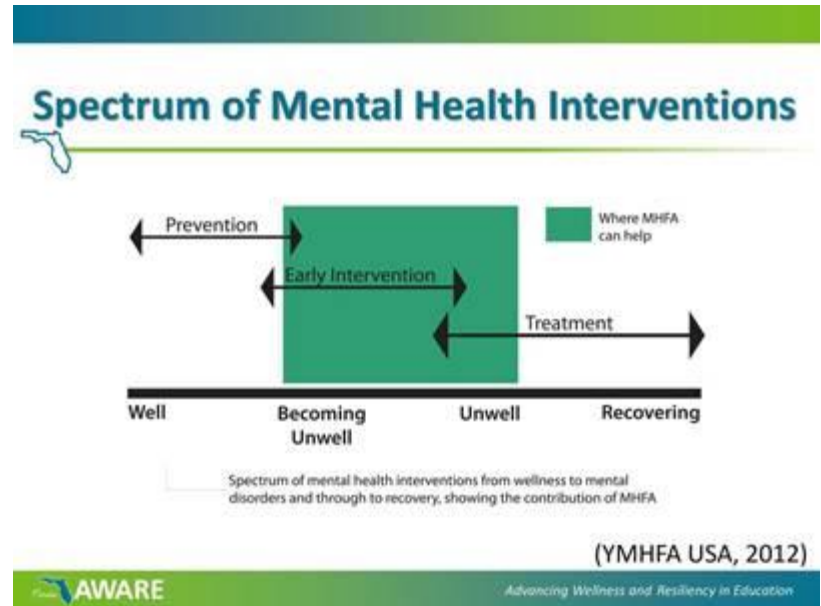 Spectrum of Mental Health Interventions
Prevention
Where MHFA
can help
Early Intervention
Treatment
Well
Becoming
Unwell
Unwell
Recovering
Spectrum of mental health interventions from wellness to mental
disorders and through to recovery, showing the contribution of MHFA
(YMHFA USA, 2012)
AWARE
Advancing Wellness and Resiliency in Education